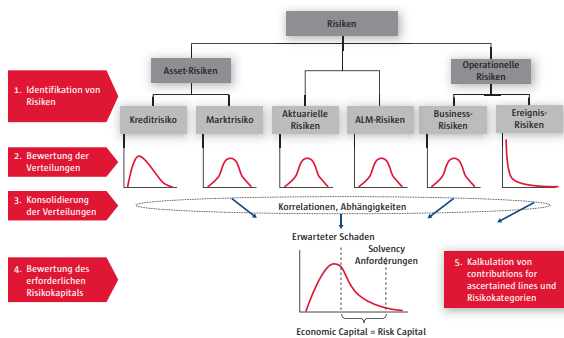 Risiken
Asset-Risiken
Operationelle
Risiken
1. Identifikation von
Risiken
Kreditrisiko
Marktrisiko
Aktuarielle
Risiken
ALM-Risiken
Business-
Risiken
Ereignis-
Risiken
2. Bewertung der
Verteilungen
3. Konsolidierung
der Verteilungen
Korrelationen, Abhängigkeiten
Erwarteter Schaden
Solvency
Anforderungen
4. Bewertung des
erforderlichen
Risikokapitals
5. Kalkulation von
contributions for
ascertained lines und
Risikokategorien
Economic Capital = Risk Capital